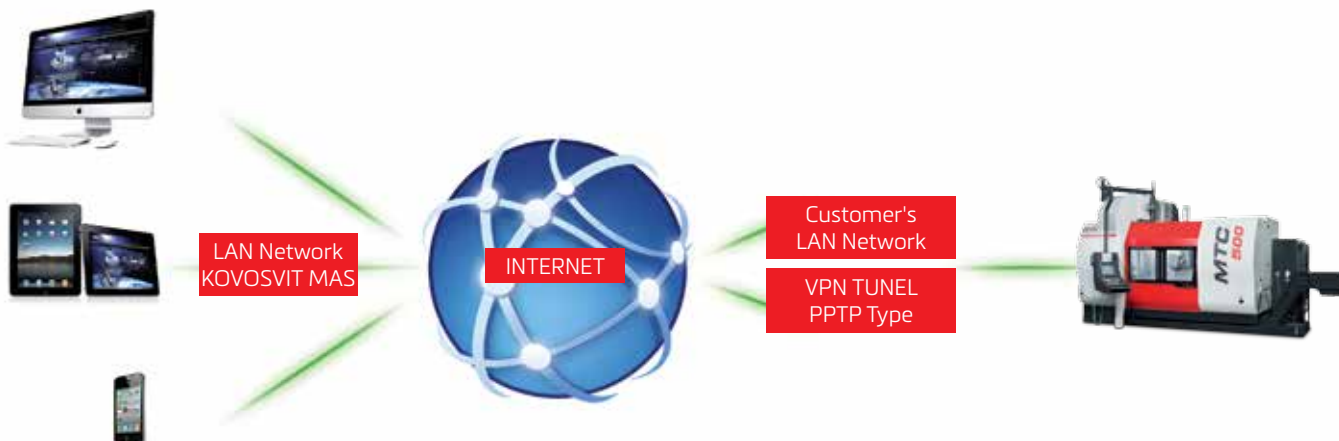 LAN Network
KOVOSVIT MAS
INTERNET
Customer's
LAN Network
VPN TUNEL
PPTP Type
MTC
500